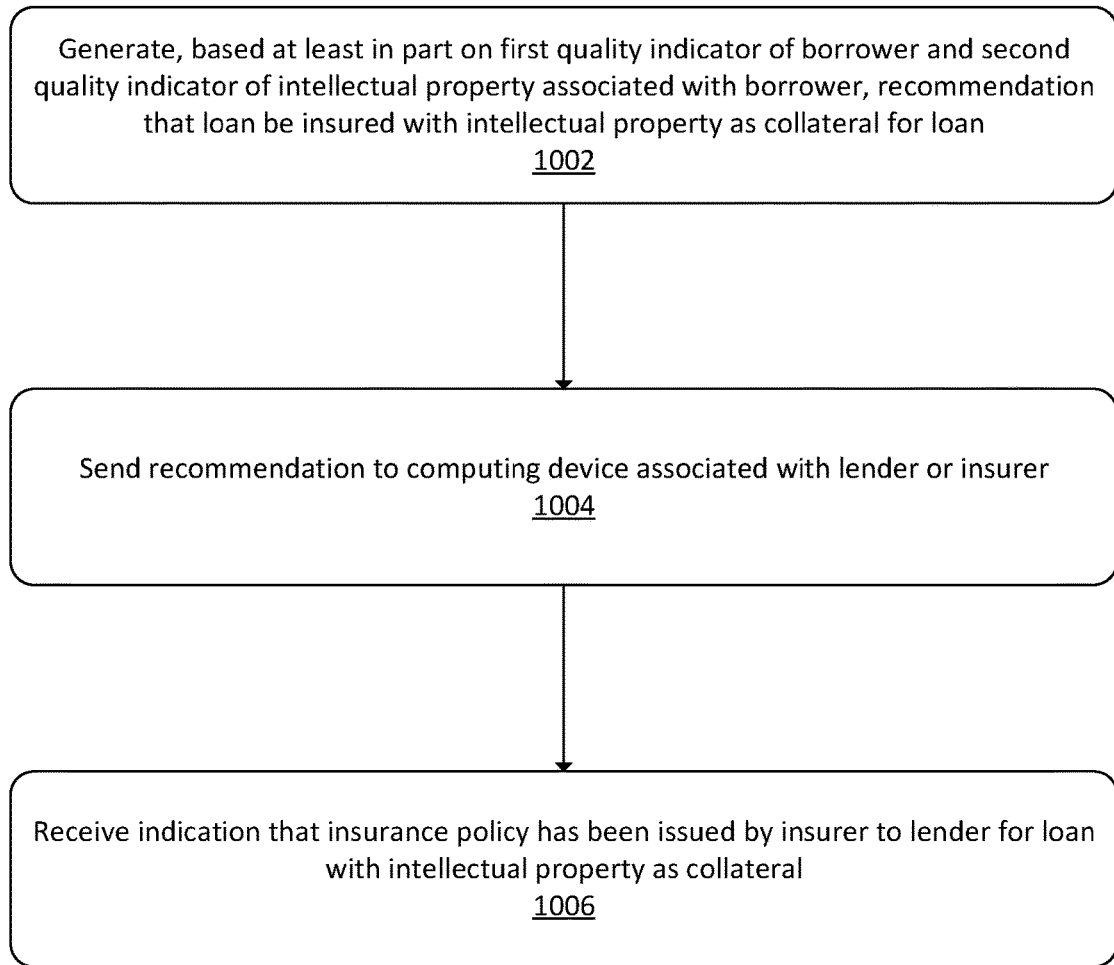 Generate, based at least in part on first quality indicator of borrower and second
quality indicator of intellectual property associated with borrower, recommendation
that loan be insured with intellectual property as collateral for loan
1002
Send recommendation to computing device associated with lender or insurer
1004
Receive indication that insurance policy has been issued by insurer to lender for loan
with intellectual property as collateral
1006